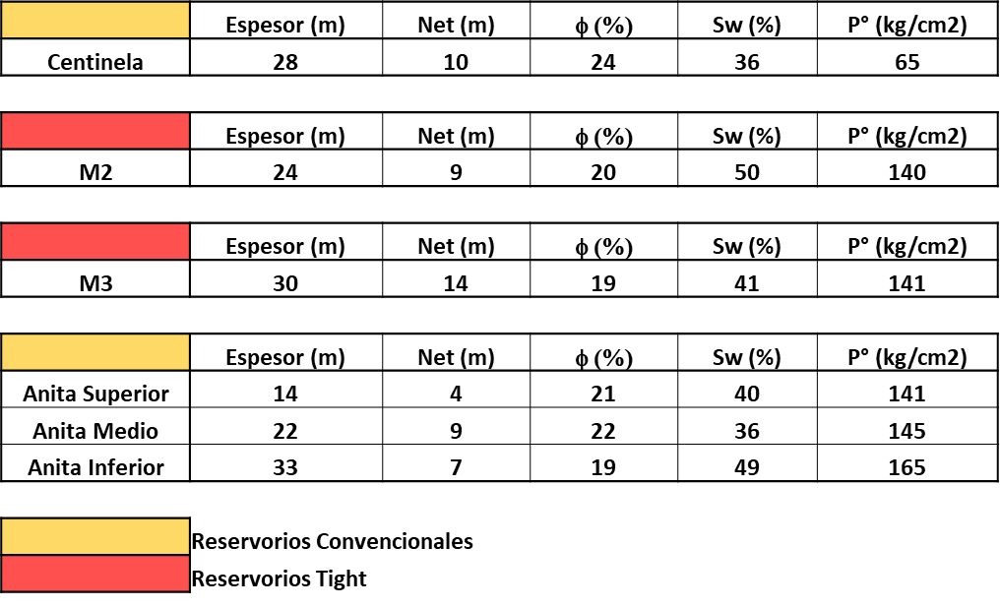 Espesor (m) Net (m) ϕ (%) Sw (%) P° (kg/cm2)
Centinela 28 10 24 36 65
Espesor (m) Net (m) ϕ (%) Sw (%) P° (kg/cm2)
M2 24 9 20 50 140
Espesor (m) Net (m) ϕ (%) Sw (%) P° (kg/cm2)
M3 30 14 19 41 141
Espesor (m) Net (m) ϕ (%) Sw (%) P° (kg/cm2)
Anita Superior 14 4 21 40 141
Anita Medio 22 9 22 36 145
Anita Inferior 33 7 19 49 165
Reservorios Convencionales
Reservorios Tight